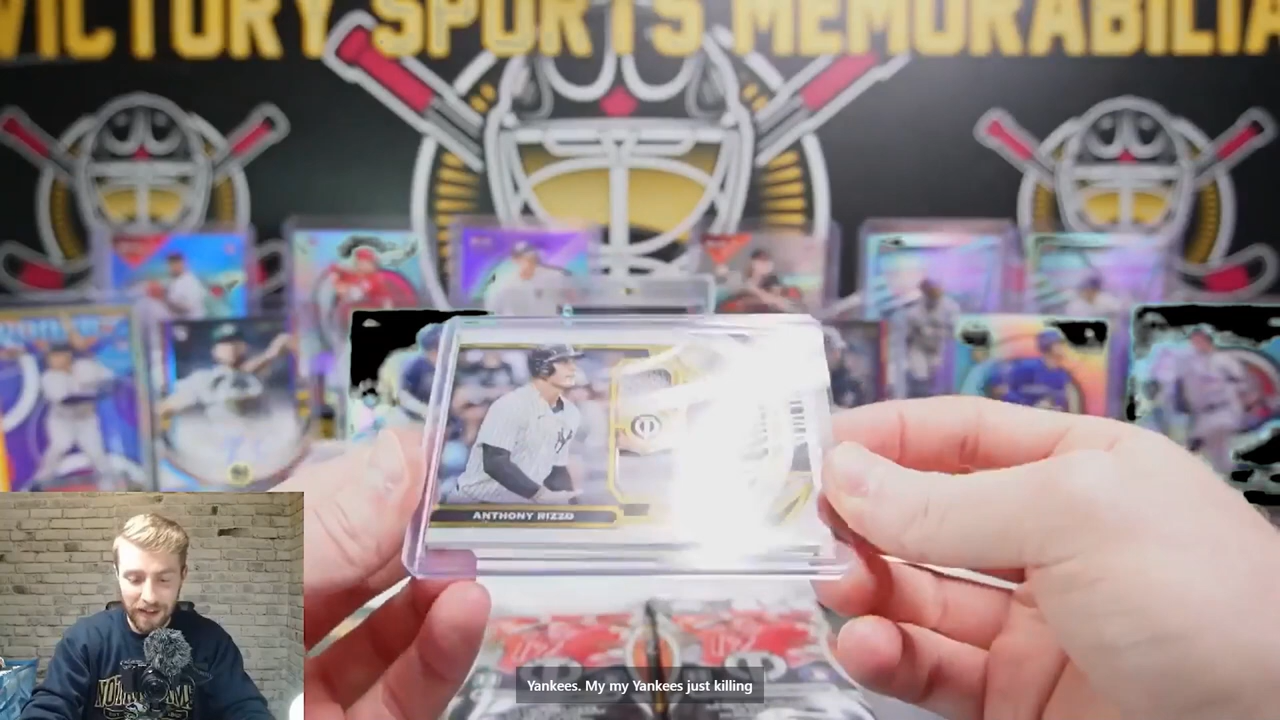 VICTORY SPORTS MEMORABILIA
ANTHONY RIZZO
Yankees. My my Yankees just killing